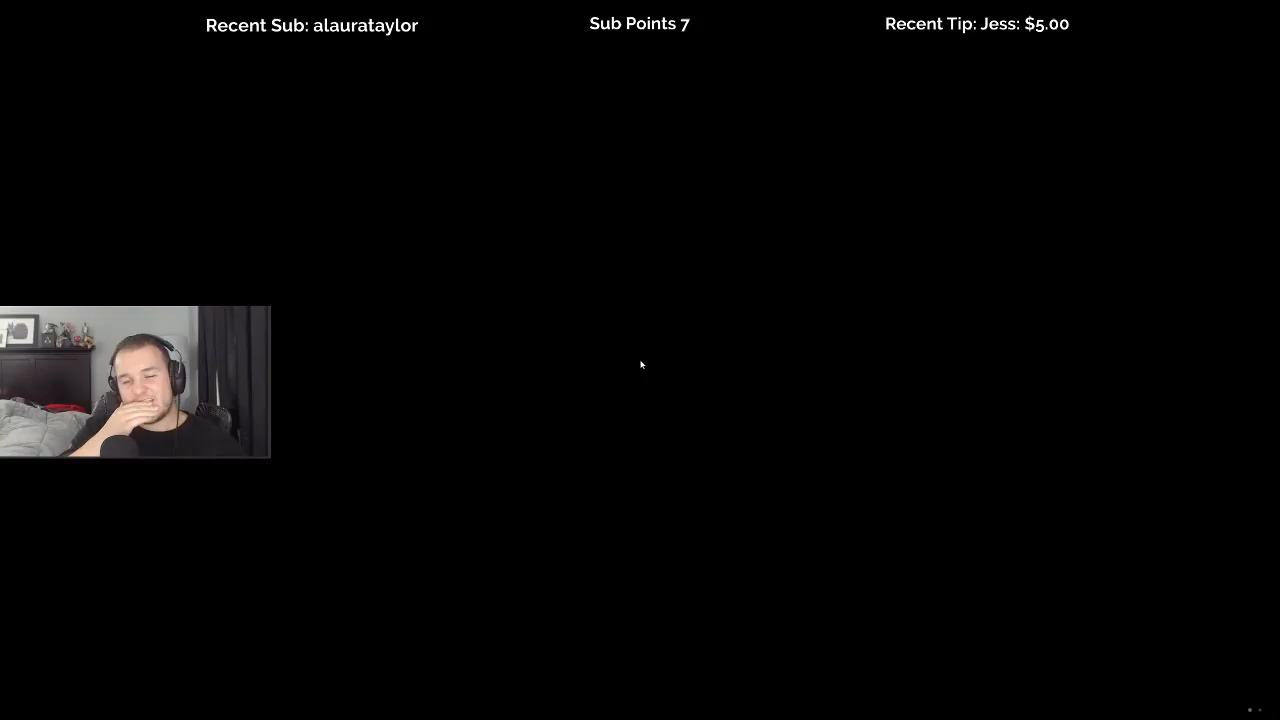 Recent Sub: alaurataylor
Sub Points 7
Recent Tip: Jess: $5.00